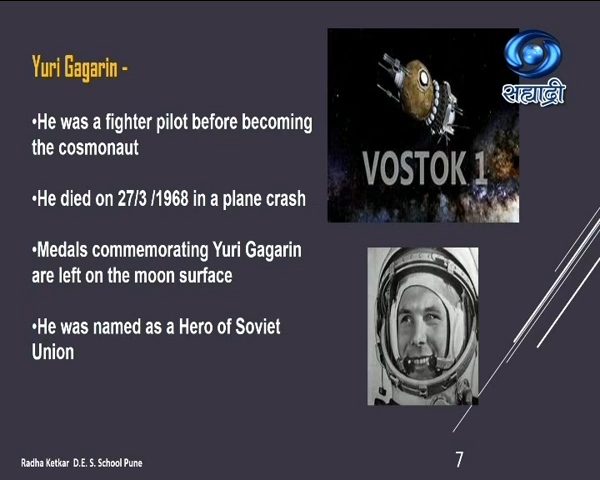 Yuri Gagarin -
•He was a fighter pilot before becoming
the cosmonaut
•He died on 27/3 /1968 in a plane crash
•Medals commemorating Yuri Gagarin
are left on the moon surface
•He was named as a Hero of Soviet
Union
VOSTOK 1
सह्याद्री
Radha Ketkar D.E. S. School Pune
7